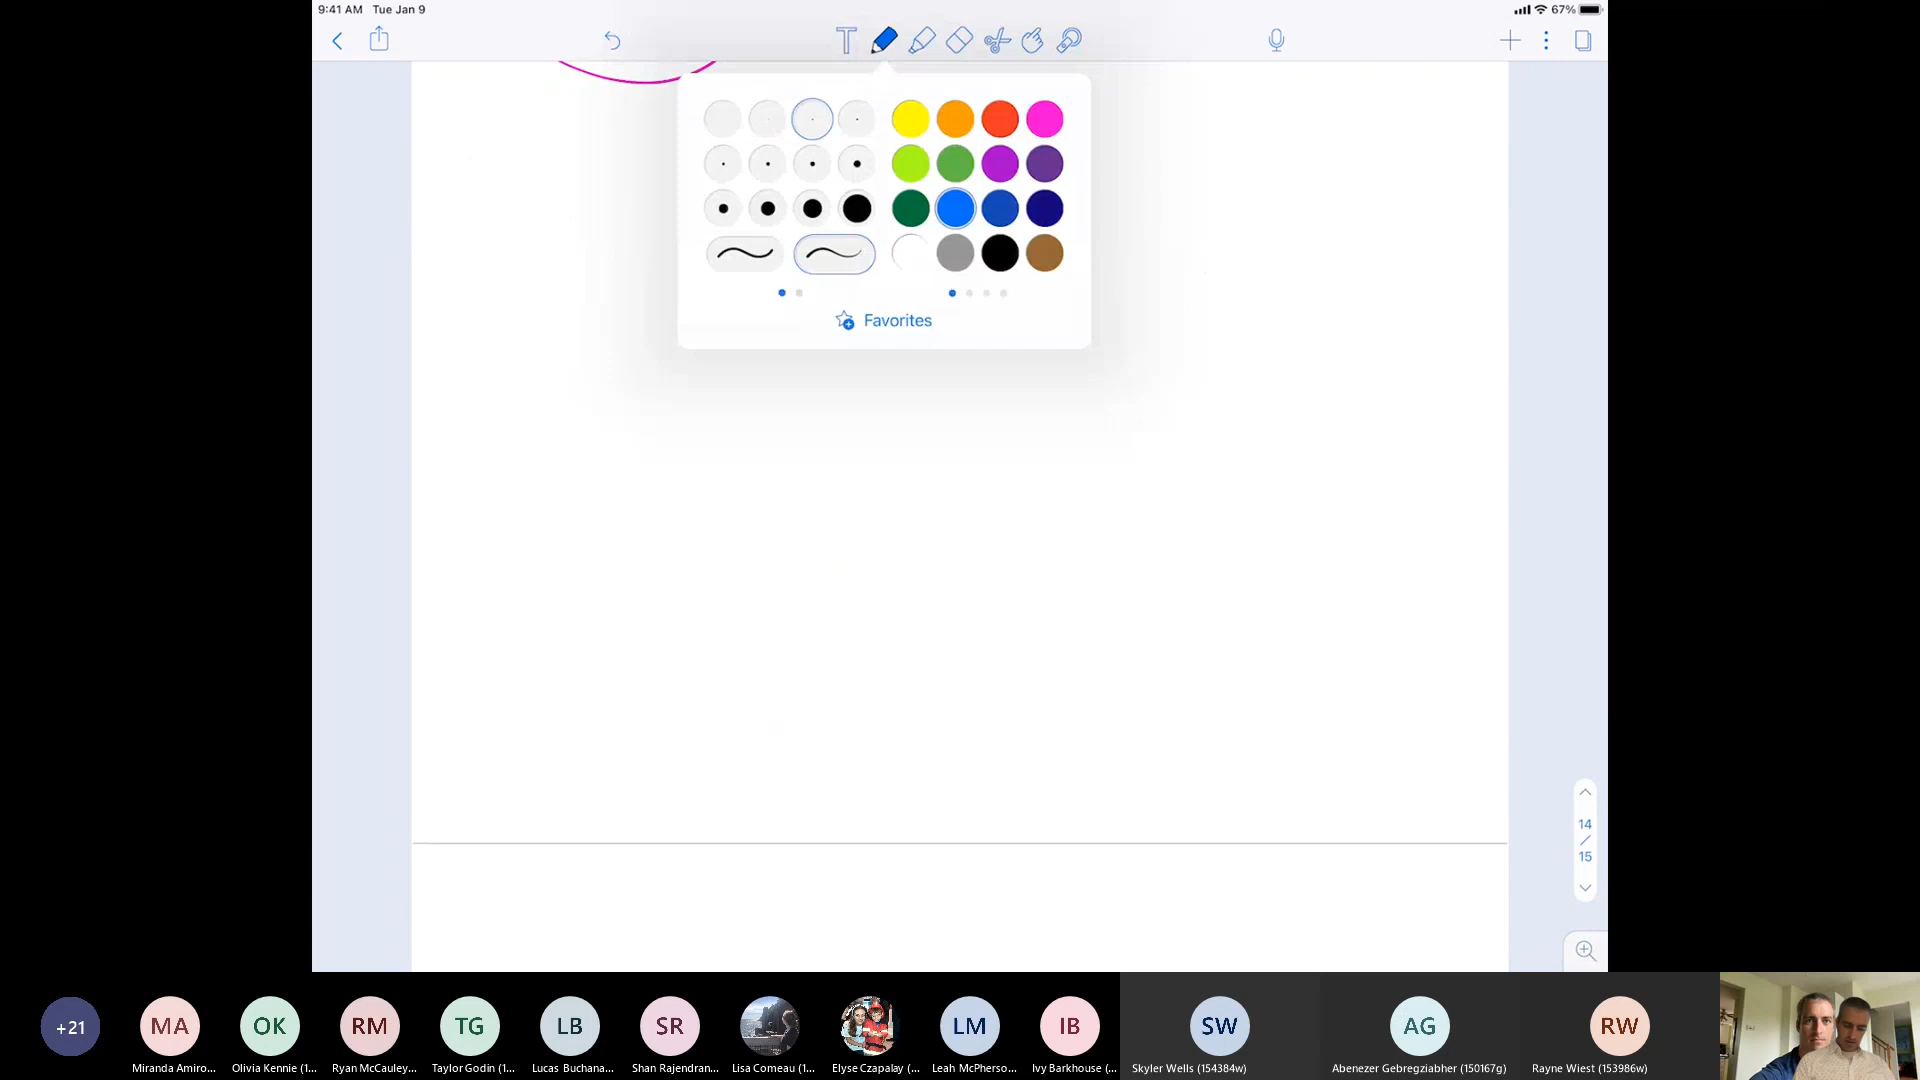 9:41 AM Tue Jan 9
67%
T
Favorites
14
/
15
+21
MA
OK
RM
TG
LB
SR
LM
IB
SW
AG
RW
Miranda Amiro...
Olivia Kennie (1...
Ryan McCauley...
Taylor Godin (1...
Lucas Buchana...
Shan Rajendran...
Lisa Comeau (1...
Elyse Czapalay (...
Leah McPherso...
Ivy Barkhouse (...
Skyler Wells (154384w)
Abenezer Gebregziabher (150167g)
Rayne Wiest (153986w)